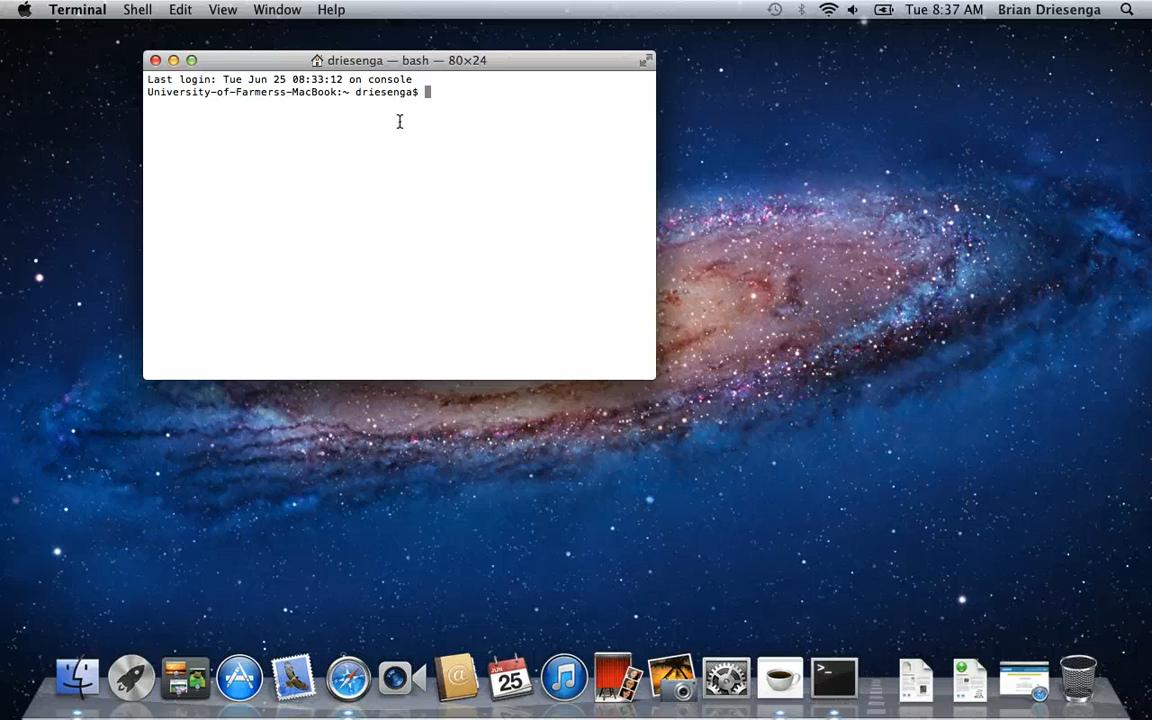 Terminal Shell Edit View Window Help Tue 8:37 AM Brian Driesenga
driesenga — bash — 80×24
Last login: Tue Jun 25 08:33:12 on console
University-of-Farmerss-MacBook:~ driesenga$
JUN
25
>_
@